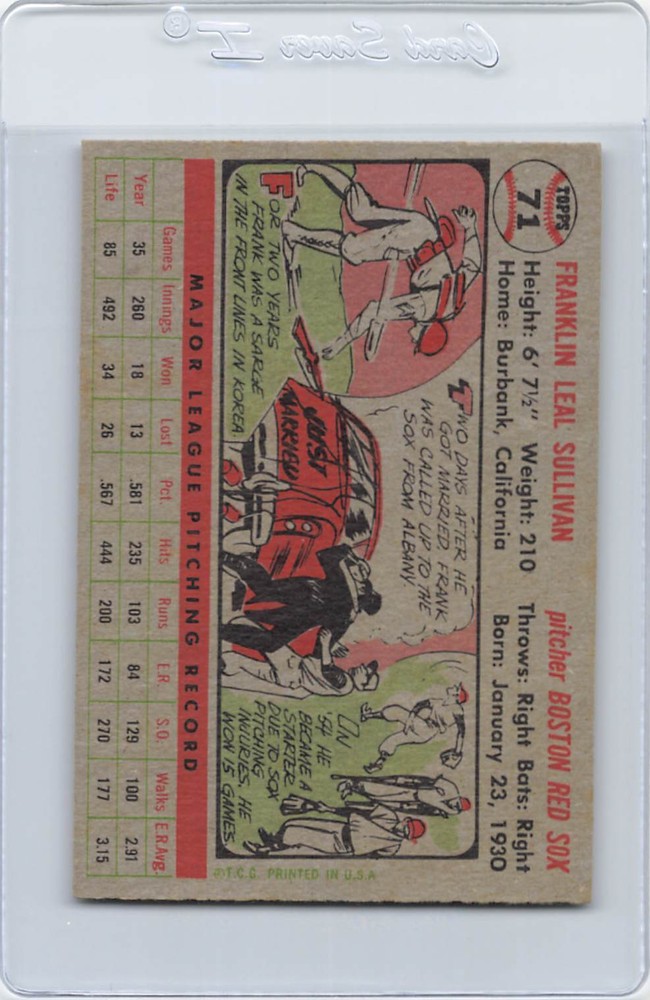 Card Saver I®
TOPPS
71
FRANKLIN LEAL SULLIVAN pitcher BOSTON RED SOX
Height: 6' 7½" Weight: 210 Throws: Right Bats: Right
Home: Burbank, California Born: January 23, 1930
FOR TWO YEARS
FRANK WAS A SARGE
IN THE FRONT LINES IN KOREA.
TWO DAYS AFTER HE
GOT MARRIED, FRANK
WAS CALLED UP TO THE
SOX FROM ALBANY
JUST
MARRIED
IN
'54 HE
BECAME A
STARTER
DUE TO SOX
PITCHING
INJURIES, HE
WON 15 GAMES.
MAJOR LEAGUE PITCHING RECORD
Games Innings Won Lost Pct. Hits Runs E.R. S.O. Walks E.R.Avg.
Year 35 260 18 13 .581 235 103 84 129 100 2.91
Life 85 492 34 26 .567 444 200 172 270 177 3.15
©T.C.G. PRINTED IN U.S.A